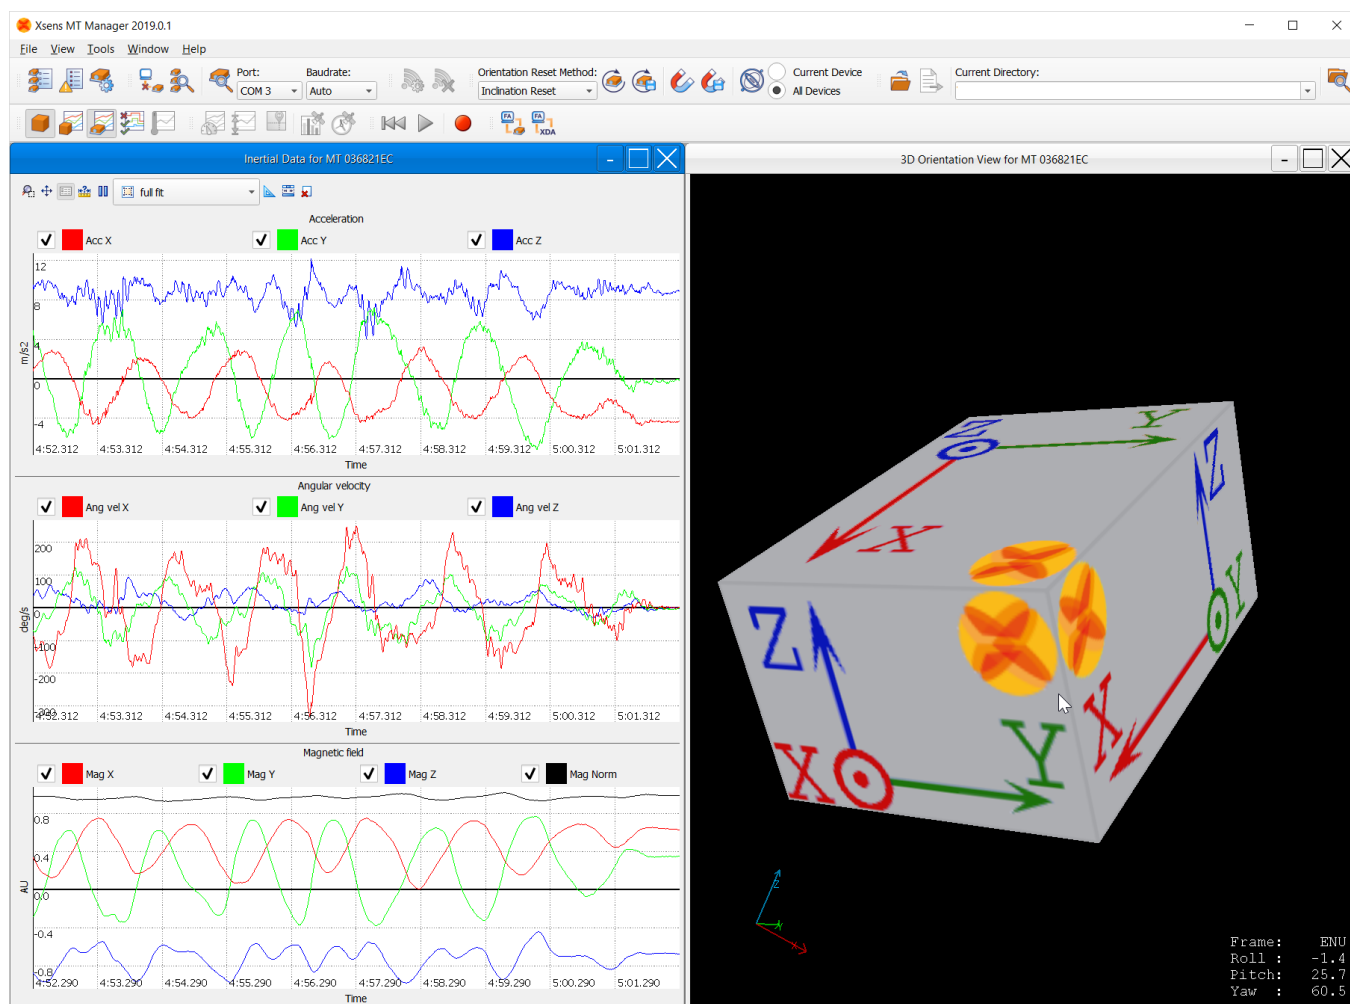 Xsens MT Manager 2019.0.1
File View Tools Window Help
Port: Baudrate: Orientation Reset Method: Current Device Current Directory:
COM 3 Auto Inclination Reset All Devices
FA FA
XDA
Inertial Data for MT 036821EC
full fit
Acceleration
Acc X Acc Y Acc Z
12
8
4
0
-4
m/s2
4:52.312 4:53.312 4:54.312 4:55.312 4:56.312 4:57.312 4:58.312 4:59.312 5:00.312 5:01.312
Time
Angular velocity
Ang vel X Ang vel Y Ang vel Z
200
100
0
-100
-200
-300
deg/s
4:52.312 4:53.312 4:54.312 4:55.312 4:56.312 4:57.312 4:58.312 4:59.312 5:00.312 5:01.312
Time
Magnetic field
Mag X Mag Y Mag Z Mag Norm
0.8
0.4
0.0
-0.4
-0.8
AU
4:52.290 4:53.290 4:54.290 4:55.290 4:56.290 4:57.290 4:58.290 4:59.290 5:00.290 5:01.290
Time
3D Orientation View for MT 036821EC
Z Y
X
Z
Y
X
Z
X Y
Z
Y
X
Frame: ENU
Roll : -1.4
Pitch: 25.7
Yaw : 60.5